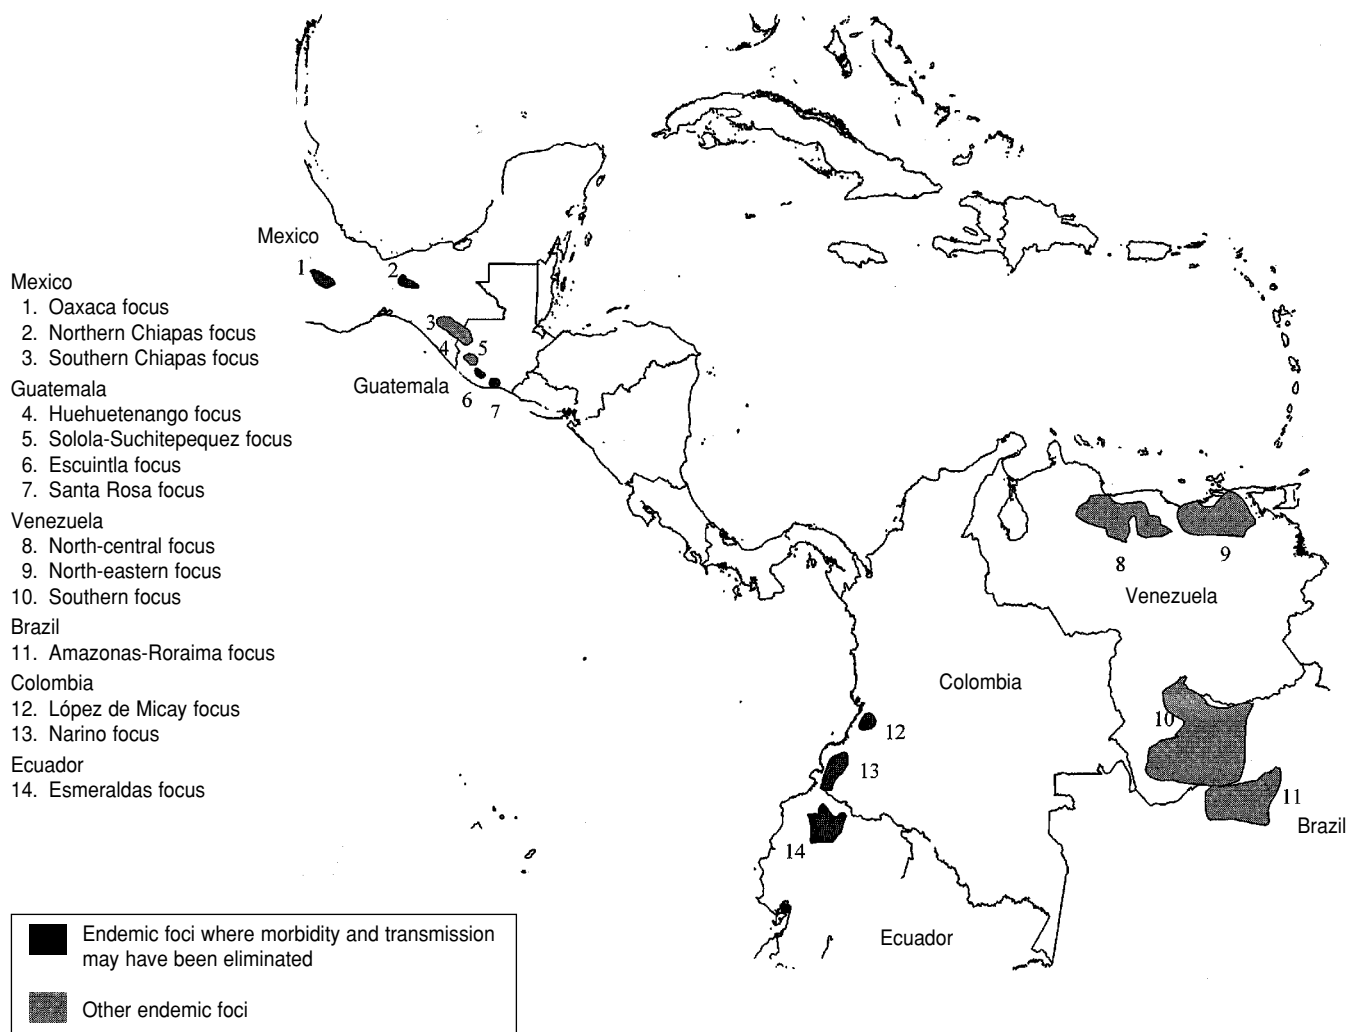 Mexico
1. Oaxaca focus
2. Northern Chiapas focus
3. Southern Chiapas focus
Guatemala
4. Huehuetenango focus
5. Solola-Suchitepequez focus
6. Escuintla focus
7. Santa Rosa focus
Venezuela
8. North-central focus
9. North-eastern focus
10. Southern focus
Brazil
11. Amazonas-Roraima focus
Colombia
12. López de Micay focus
13. Narino focus
Ecuador
14. Esmeraldas focus
Mexico
1
2
3
4
5
Guatemala
6
7
8
9
Venezuela
Colombia
10
12
13
11
Brazil
14
Ecuador
Endemic foci where morbidity and transmission
may have been eliminated
Other endemic foci